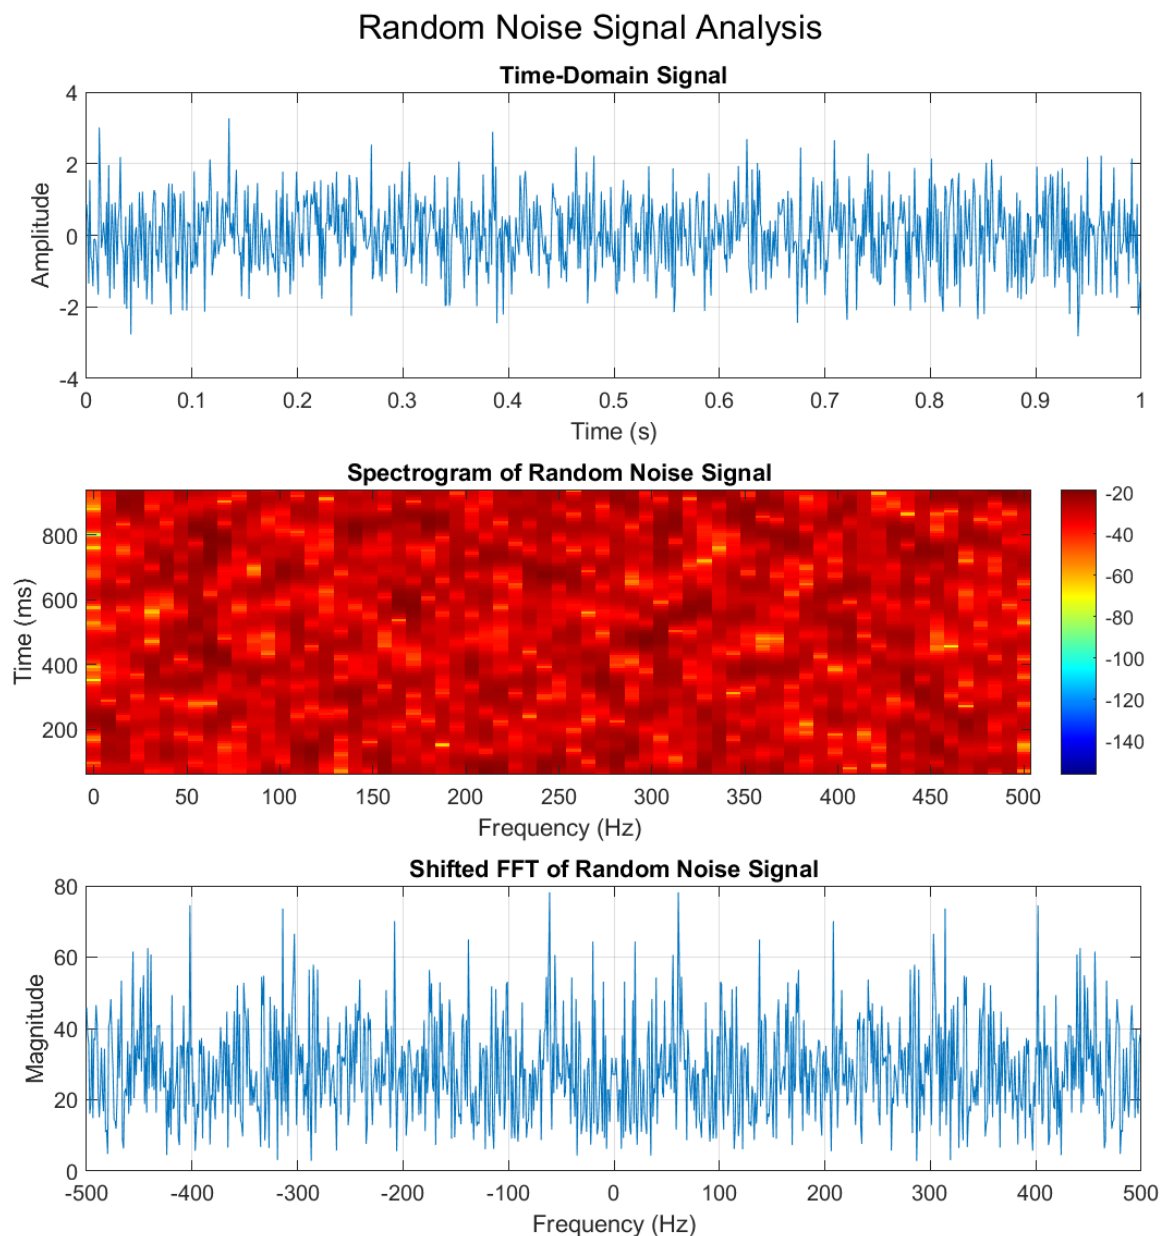 Random Noise Signal Analysis
Time-Domain Signal
4
2
0
-2
-4
Amplitude
0 0.1 0.2 0.3 0.4 0.5 0.6 0.7 0.8 0.9 1
Time (s)
Spectrogram of Random Noise Signal
800
600
400
200
Time (ms)
0 50 100 150 200 250 300 350 400 450 500
Frequency (Hz)
-20
-40
-60
-80
-100
-120
-140
Shifted FFT of Random Noise Signal
80
60
40
20
0
Magnitude
-500 -400 -300 -200 -100 0 100 200 300 400 500
Frequency (Hz)